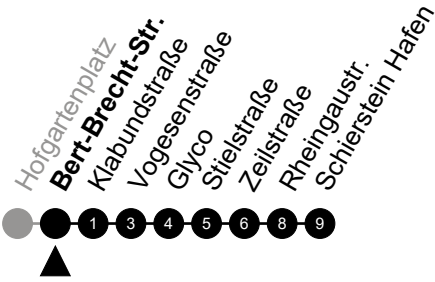 Hofgartenplatz
Bert-Brecht-Str.
Klabundstraße
Vogesenstraße
Glyco
Stielstraße
Zeilstraße
Rheingaustr.
Schierstein Hafen
1 3 4 5 6 8 9